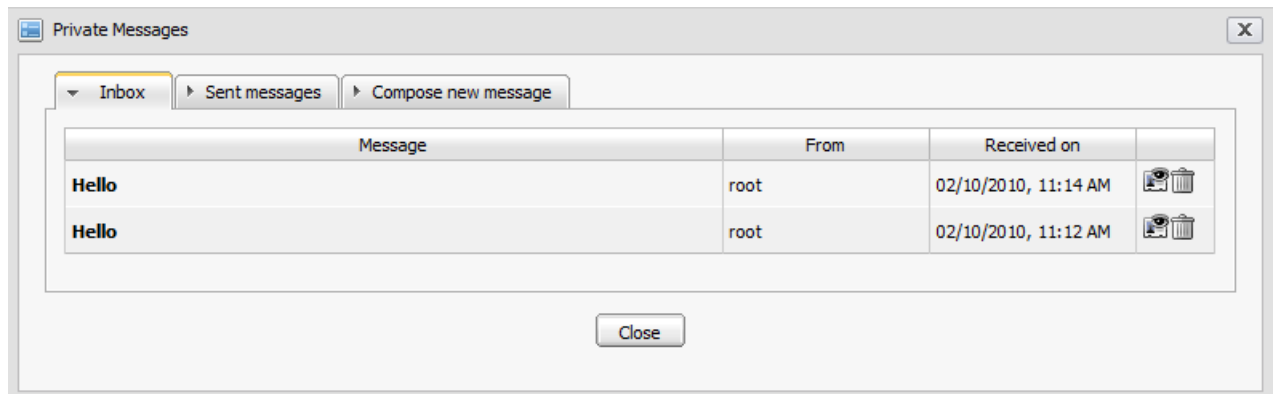 Private Messages
X
Inbox Sent messages Compose new message
Message From Received on
Hello root 02/10/2010, 11:14 AM
Hello root 02/10/2010, 11:12 AM
Close